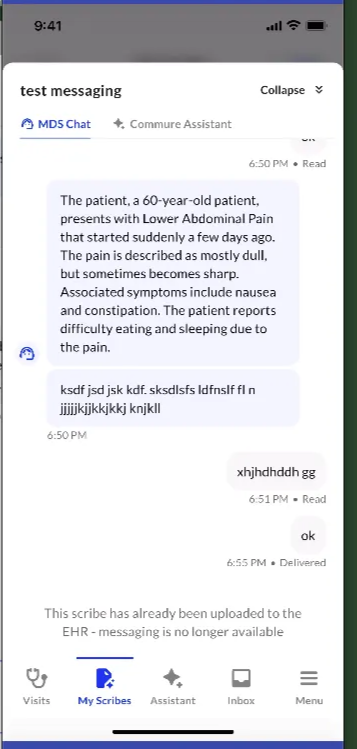 9:41
test messaging
Collapse
MDS Chat
Commure Assistant
ok
6:50 PM • Read
The patient, a 60-year-old patient,
presents with Lower Abdominal Pain
that started suddenly a few days ago.
The pain is described as mostly dull,
but sometimes becomes sharp.
Associated symptoms include nausea
and constipation. The patient reports
difficulty eating and sleeping due to
the pain.
ksdf jsd jsk kdf. sksdlsfs ldfnslf fl n
jjjjjkjjkkjkkj knjkll
6:50 PM
xhjhdhddh gg
6:51 PM • Read
ok
6:55 PM • Delivered
This scribe has already been uploaded to the
EHR - messaging is no longer available
Visits
My Scribes
Assistant
Inbox
Menu